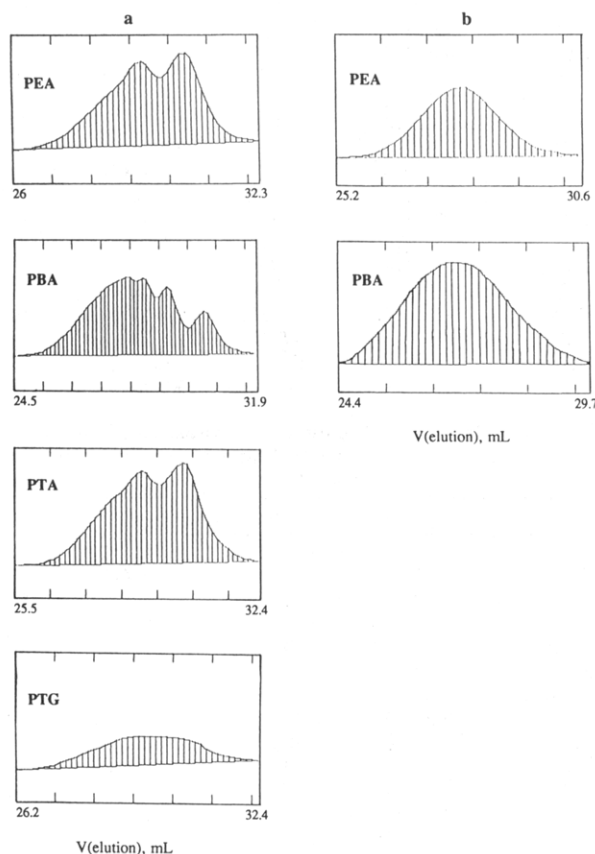 a
b
PEA
26
32.3
PEA
25.2
30.6
PBA
24.5
31.9
PBA
24.4
29.7
V(elution), mL
PTA
25.5
32.4
PTG
26.2
32.4
V(elution), mL